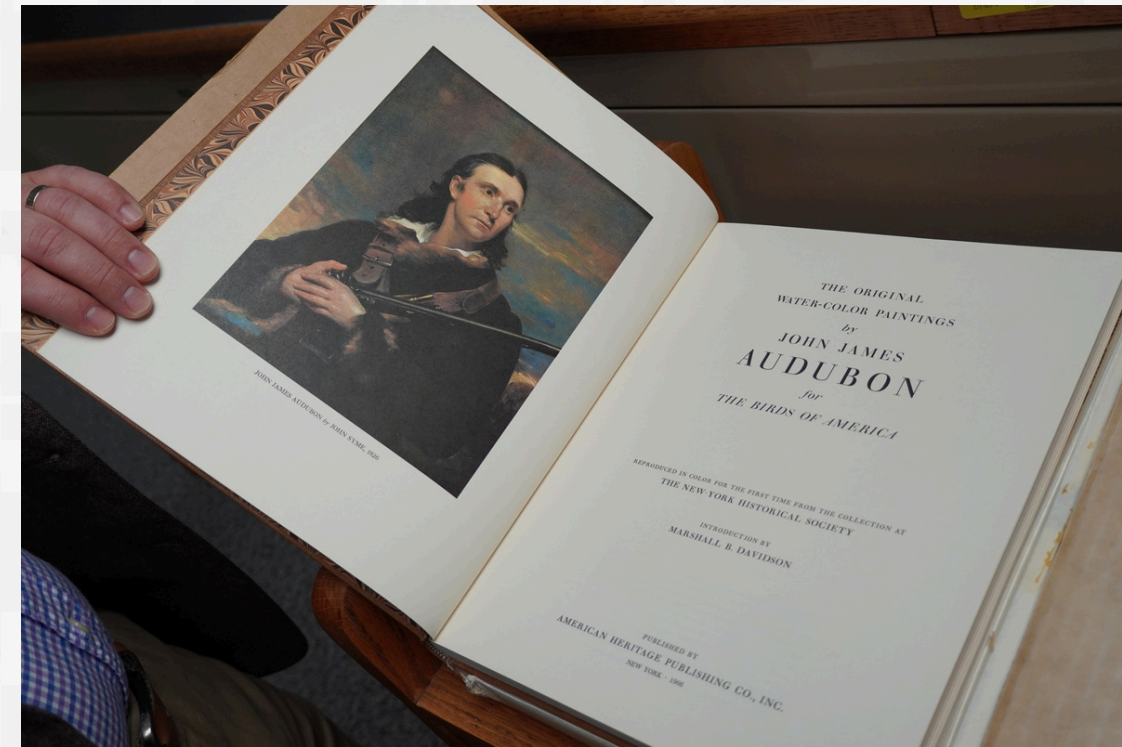 JOHN JAMES AUDUBON by JOHN SYME, 1826
THE ORIGINAL
WATER-COLOR PAINTINGS
by
JOHN JAMES
AUDUBON
for
THE BIRDS OF AMERICA
REPRODUCED IN COLOR FOR THE FIRST TIME FROM THE COLLECTION AT
THE NEW-YORK HISTORICAL SOCIETY
INTRODUCTION BY
MARSHALL B. DAVIDSON
PUBLISHED BY
AMERICAN HERITAGE PUBLISHING CO., INC.
NEW YORK · 1966